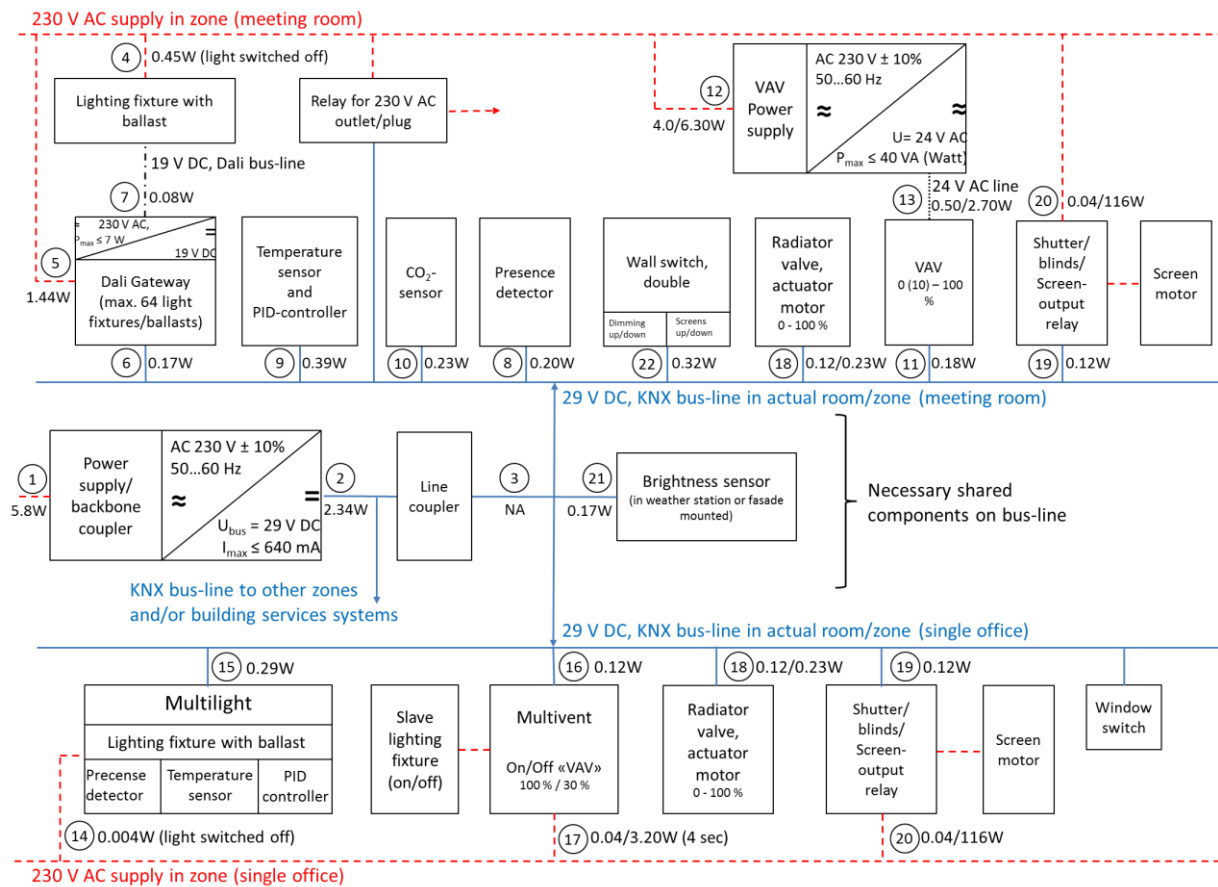 230 V AC supply in zone (meeting room)
4
0.45W (light switched off)
Lighting fixture with
ballast
Relay for 230 V AC
outlet/plug
12
4.0/6.30W
VAV
Power
supply
AC 230 V ± 10%
50...60 Hz
≈
≈
U= 24 V AC
Pmax ≤ 40 VA (Watt)
19 V DC, Dali bus-line
7
0.08W
13
24 V AC line
0.50/2.70W
20
0.04/116W
5
1.44W
≈
230 V AC,
Pmax ≤ 7 W
=
19 V DC
Dali Gateway
(max. 64 light
fixtures/ballasts)
Temperature
sensor
and
PID-controller
CO2-
sensor
Presence
detector
Wall switch,
double
Dimming
up/down
Screens
up/down
Radiator
valve,
actuator
motor
0 - 100 %
VAV
0 (10) – 100
%
Shutter/
blinds/
Screen-
output
relay
Screen
motor
6
0.17W
9
0.39W
10
0.23W
8
0.20W
22
0.32W
18
0.12/0.23W
11
0.18W
19
0.12W
29 V DC, KNX bus-line in actual room/zone (meeting room)
1
5.8W
Power
supply/
backbone
coupler
AC 230 V ± 10%
50...60 Hz
≈
=
Ubus = 29 V DC
Imax ≤ 640 mA
2
2.34W
Line
coupler
3
NA
21
0.17W
Brightness sensor
(in weather station or fasade
mounted)
Necessary shared
components on bus-line
KNX bus-line to other zones
and/or building services systems
29 V DC, KNX bus-line in actual room/zone (single office)
15
0.29W
16
0.12W
18
0.12/0.23W
19
0.12W
Multilight
Lighting fixture with ballast
Precense
detector
Temperature
sensor
PID
controller
Slave
lighting
fixture
(on/off)
Multivent
On/Off «VAV»
100 % / 30 %
Radiator
valve,
actuator
motor
0 - 100 %
Shutter/
blinds/
Screen-
output
relay
Screen
motor
Window
switch
14
0.004W (light switched off)
17
0.04/3.20W (4 sec)
20
0.04/116W
230 V AC supply in zone (single office)